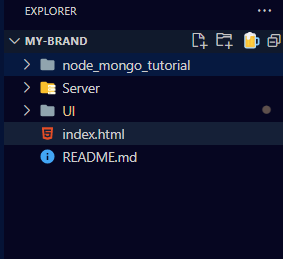 EXPLORER
MY-BRAND
node_mongo_tutorial
Server
UI
index.html
README.md